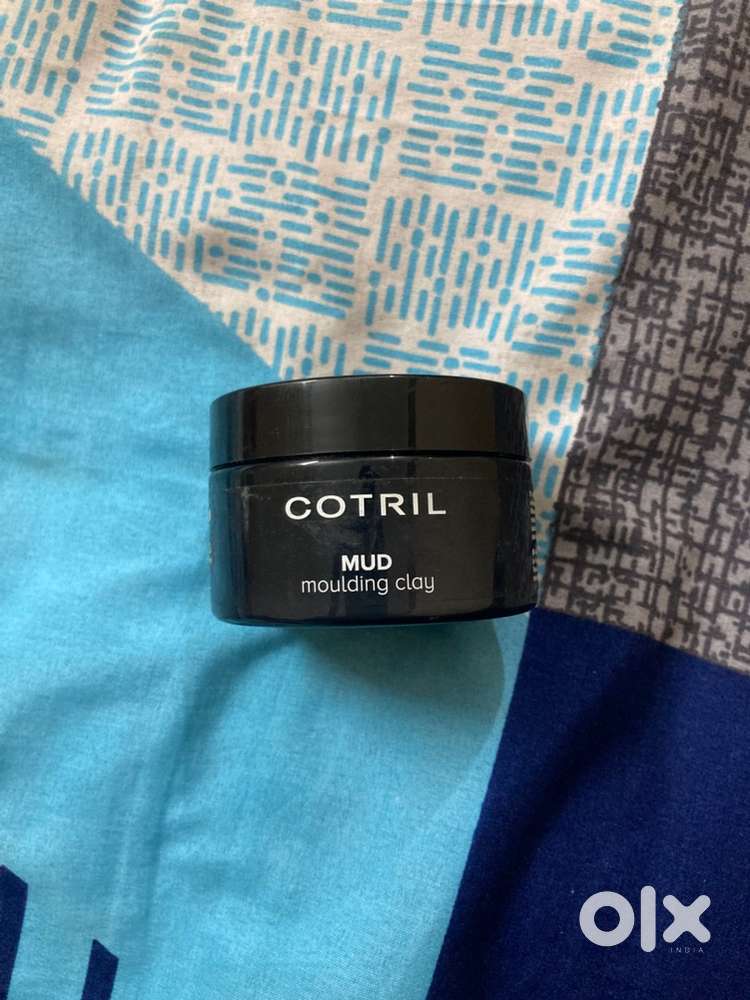 COTRIL
MUD
moulding clay
olx
INDIA